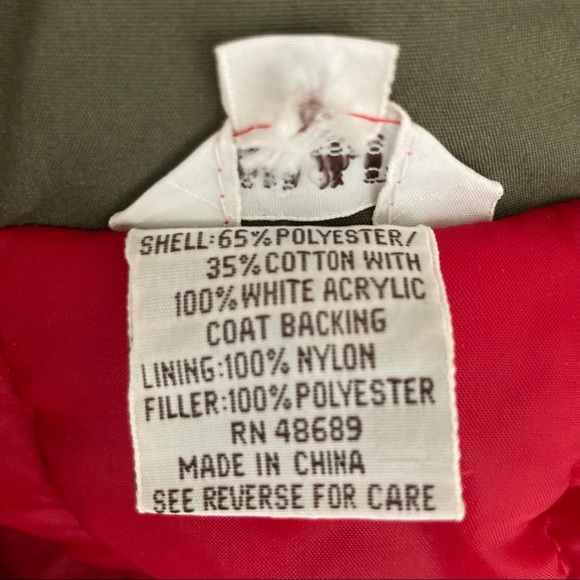 SHELL:65% POLYESTER/
35% COTTON WITH
100% WHITE ACRYLIC
COAT BACKING
LINING:100% NYLON
FILLER:100% POLYESTER
RN 48689
MADE IN CHINA
SEE REVERSE FOR CARE